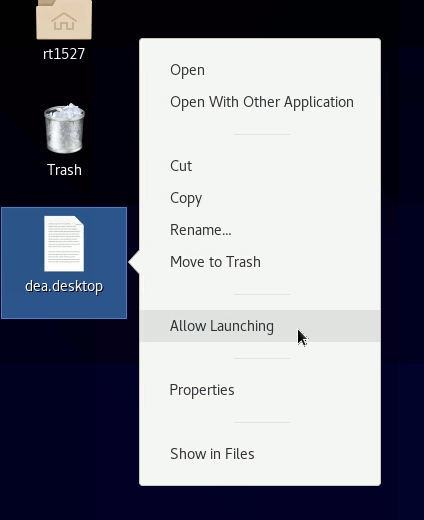 rt1527
Trash
dea.desktop
Open
Open With Other Application
Cut
Copy
Rename...
Move to Trash
Allow Launching
Properties
Show in Files